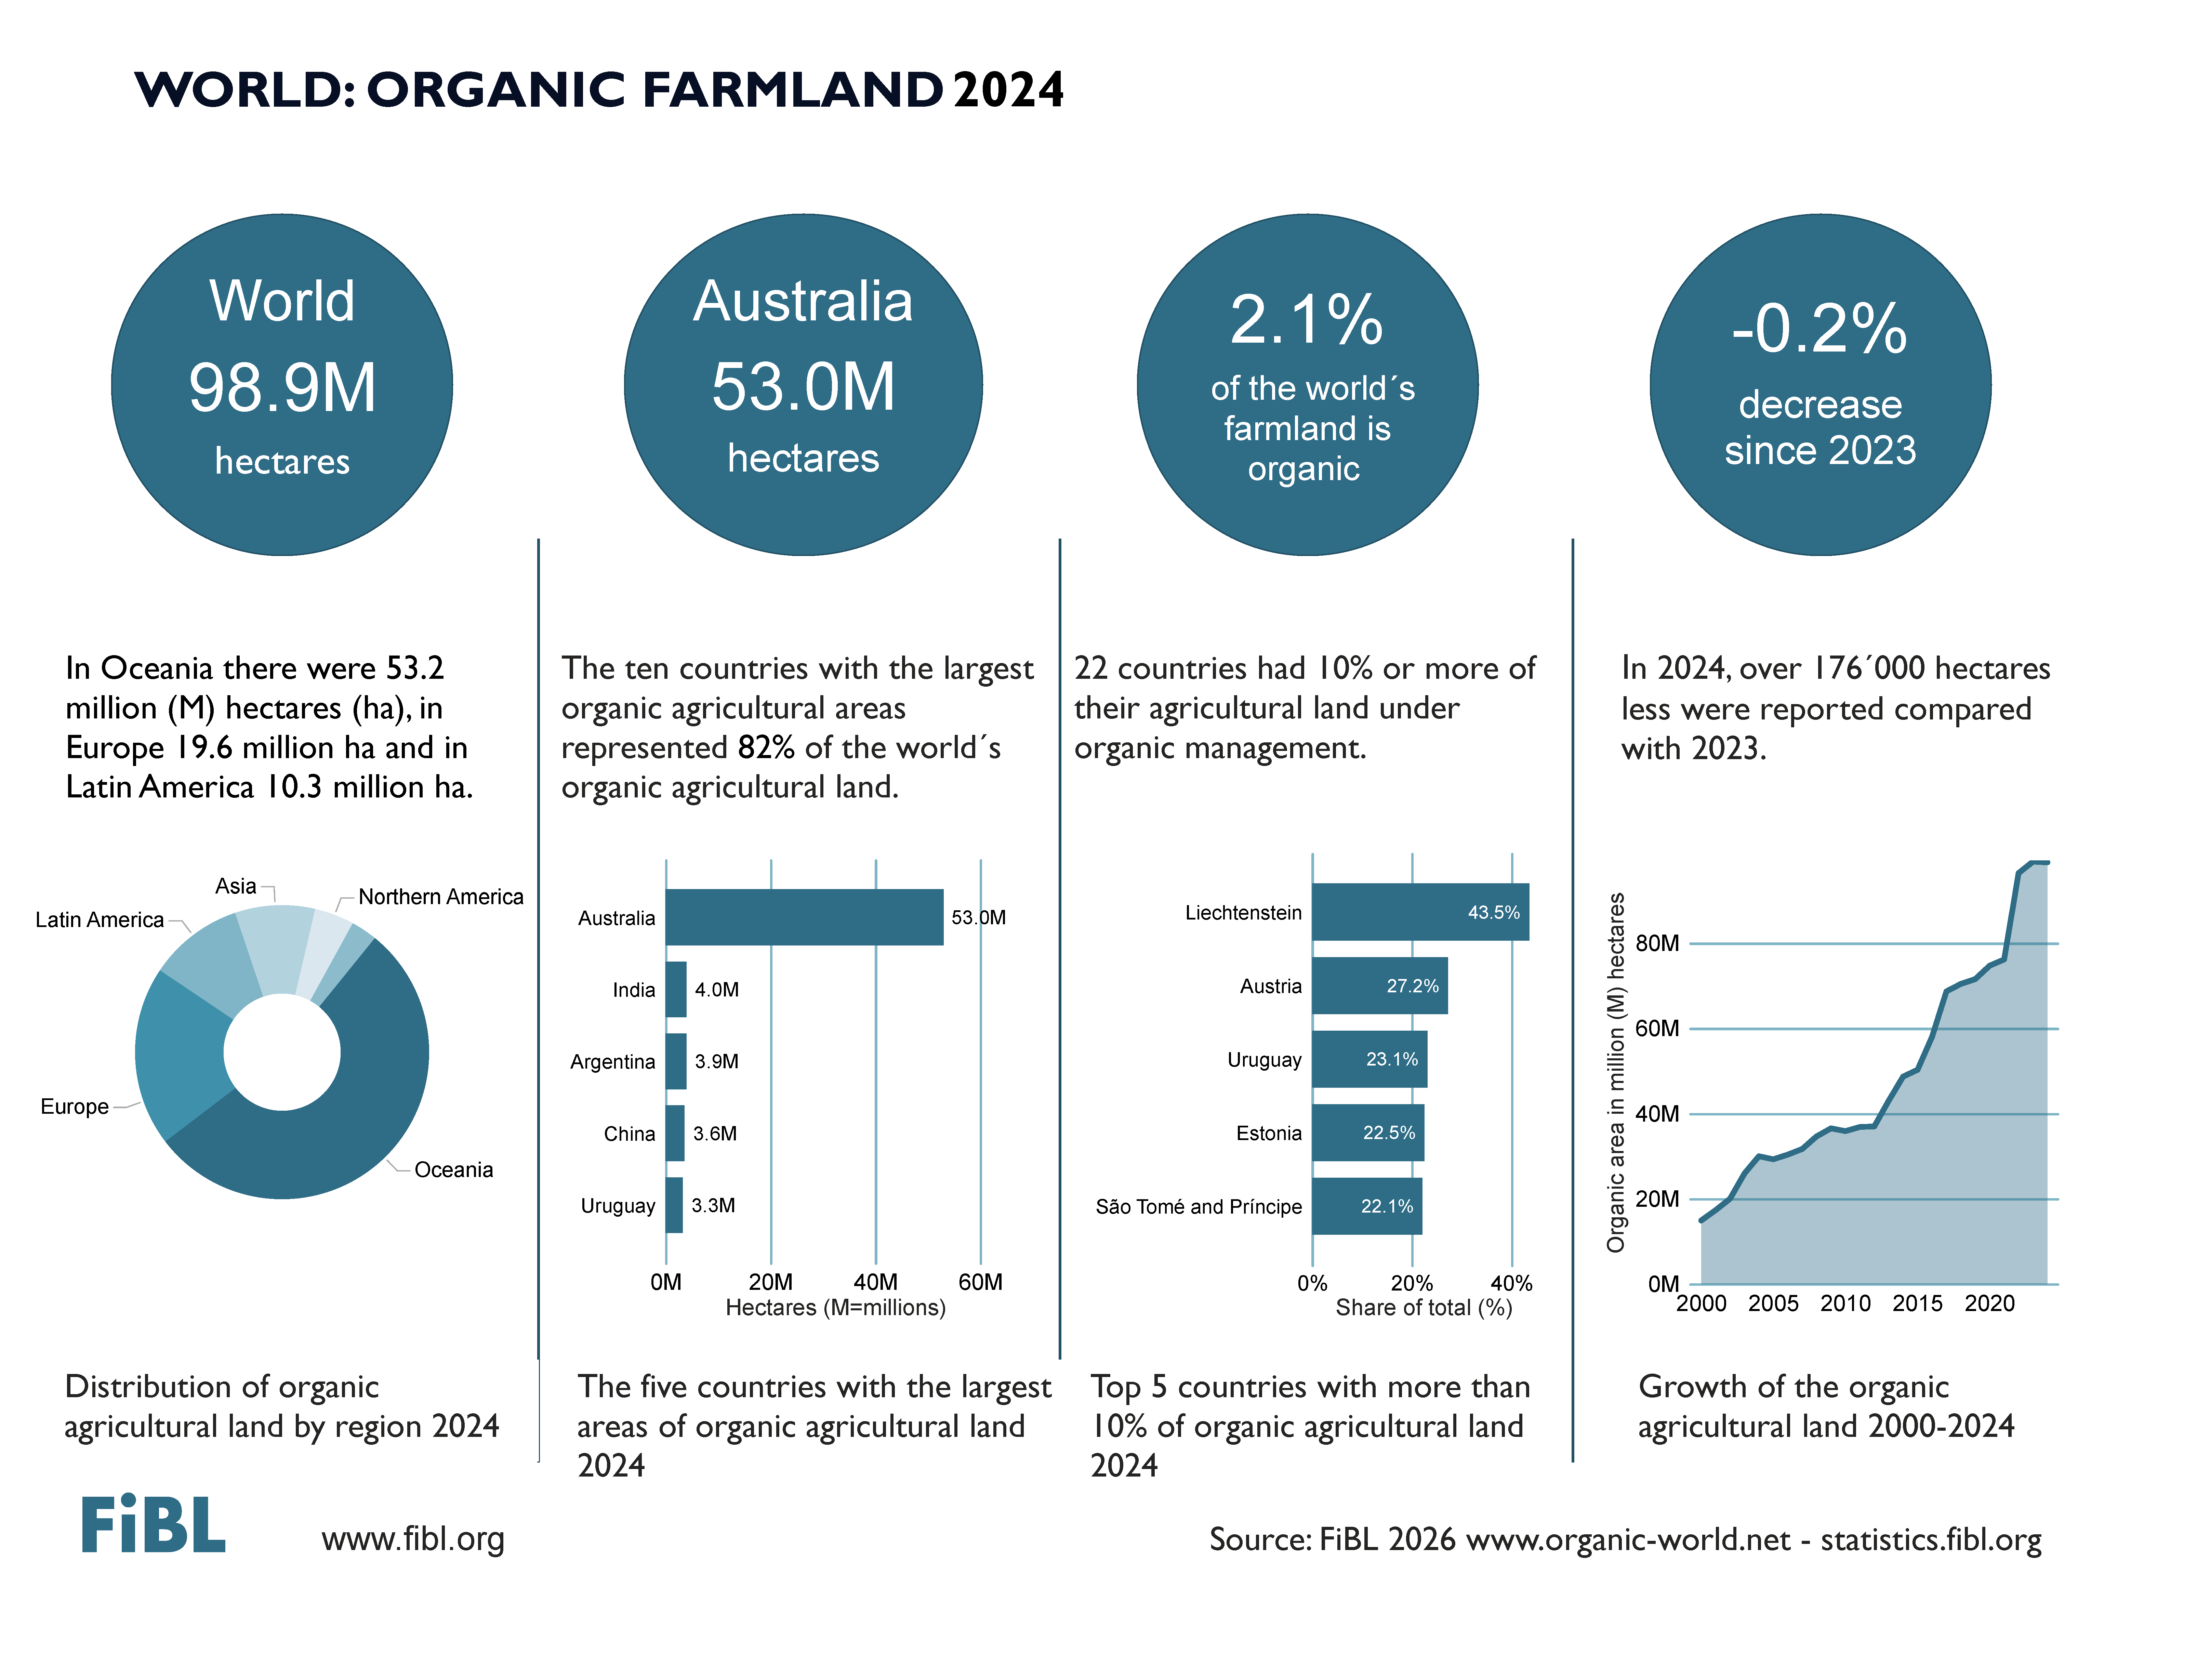 WORLD: ORGANIC FARMLAND 2024
World
98.9M
hectares
In Oceania there were 53.2
million (M) hectares (ha), in
Europe 19.6 million ha and in
Latin America 10.3 million ha.
Asia
Northern America
Latin America
Europe
Oceania
Distribution of organic
agricultural land by region 2024
Australia
53.0M
hectares
The ten countries with the largest
organic agricultural areas
represented 82% of the world´s
organic agricultural land.
Australia 53.0M
India 4.0M
Argentina 3.9M
China 3.6M
Uruguay 3.3M
0M 20M 40M 60M
Hectares (M=millions)
The five countries with the largest
areas of organic agricultural land
2024
2.1%
of the world´s
farmland is
organic
22 countries had 10% or more of
their agricultural land under
organic management.
Liechtenstein 43.5%
Austria 27.2%
Uruguay 23.1%
Estonia 22.5%
São Tomé and Príncipe 22.1%
0% 20% 40%
Share of total (%)
Top 5 countries with more than
10% of organic agricultural land
2024
-0.2%
decrease
since 2023
In 2024, over 176´000 hectares
less were reported compared
with 2023.
Organic area in million (M) hectares
80M
60M
40M
20M
0M
2000 2005 2010 2015 2020
Growth of the organic
agricultural land 2000-2024
FiBL
www.fibl.org
Source: FiBL 2026 www.organic-world.net - statistics.fibl.org